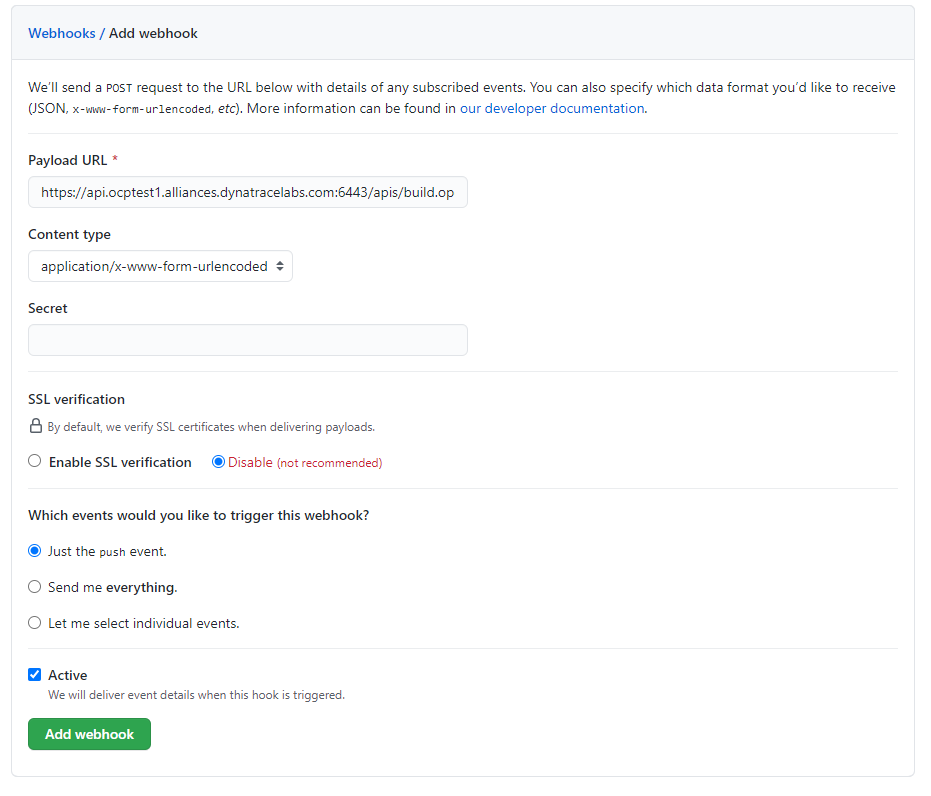 Webhooks / Add webhook
We'll send a POST request to the URL below with details of any subscribed events. You can also specify which data format you'd like to receive
(JSON, x-www-form-urlencoded, etc). More information can be found in our developer documentation.
Payload URL *
https://api.ocptest1.alliances.dynatracelabs.com:6443/apis/build.op
Content type
application/x-www-form-urlencoded
Secret
SSL verification
By default, we verify SSL certificates when delivering payloads.
Enable SSL verification Disable (not recommended)
Which events would you like to trigger this webhook?
Just the push event.
Send me everything.
Let me select individual events.
Active
We will deliver event details when this hook is triggered.
Add webhook